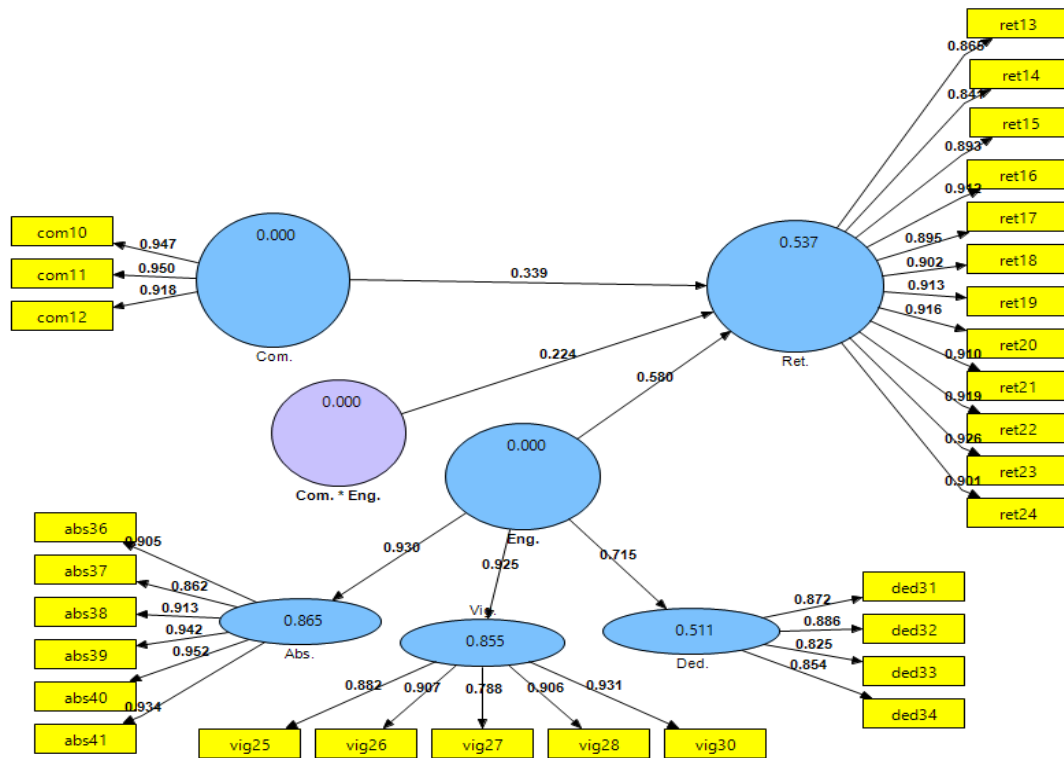 ret13
0.865
ret14
0.841
ret15
0.893
ret16
0.912
ret17
0.895
ret18
0.902
ret19
0.913
0.916
ret20
0.910
ret21
0.919
ret22
0.926
ret23
0.901
ret24
0.537
Ret.
com10
0.947
com11
0.950
com12
0.918
0.000
Com.
0.339
0.224
0.580
0.000
Com. * Eng.
0.000
Eng.
0.930
0.925
0.715
abs36
0.905
abs37
0.862
abs38
0.913
abs39
0.942
abs40
0.952
abs41
0.934
0.865
Abs.
Vig.
0.855
0.511
Ded.
0.872
ded31
0.886
ded32
0.825
ded33
0.854
ded34
0.882
0.907
0.788
0.906
0.931
vig25
vig26
vig27
vig28
vig30